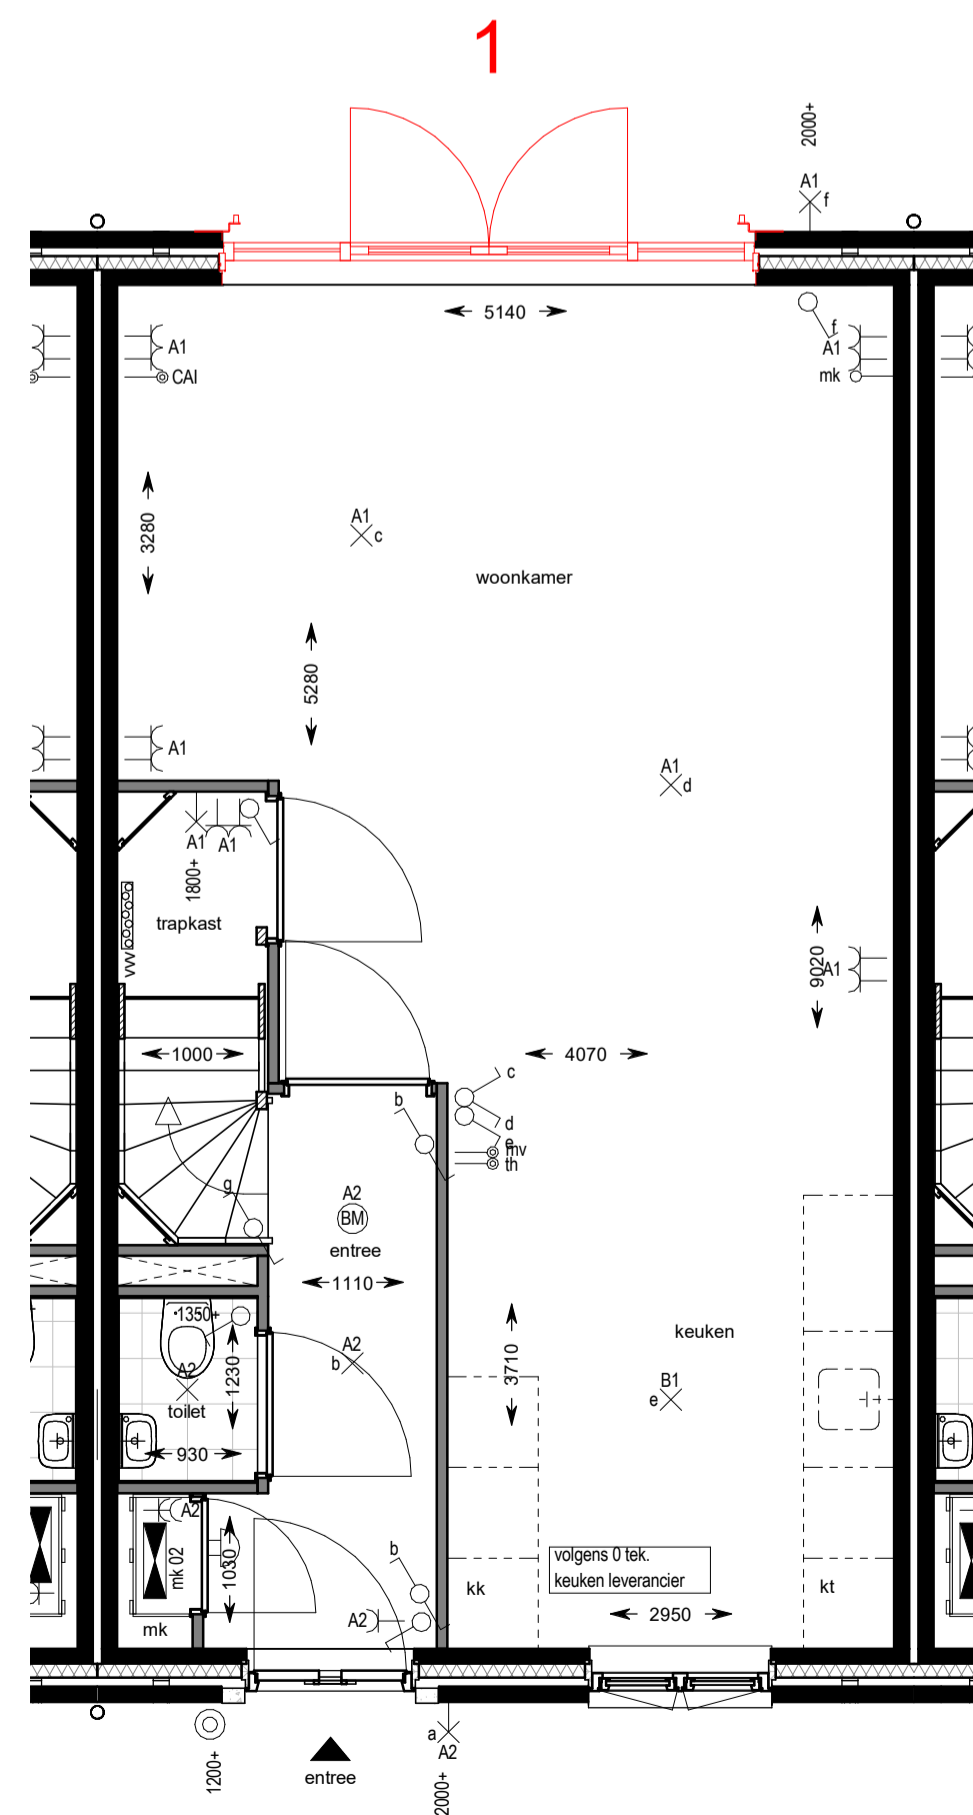 1
2000+
A1
f
5140
f
A1
A1
CAI
A1
mk
3280
A1
c
woonkamer
5280
A1
A1
d
A1
A1
1800+
trapkast
VW
9020
A1
1000
4070
c
b
d
e
mv
th
g
A2
BM
entree
1110
1350+
1230
A2
b
keuken
3710
A2
toilet
B1
e
930
A2
mk 02
1030
b
volgens 0 tek.
keuken leverancier
kk
kt
A2
mk
2950
a
A2
1200+
entree
2000+